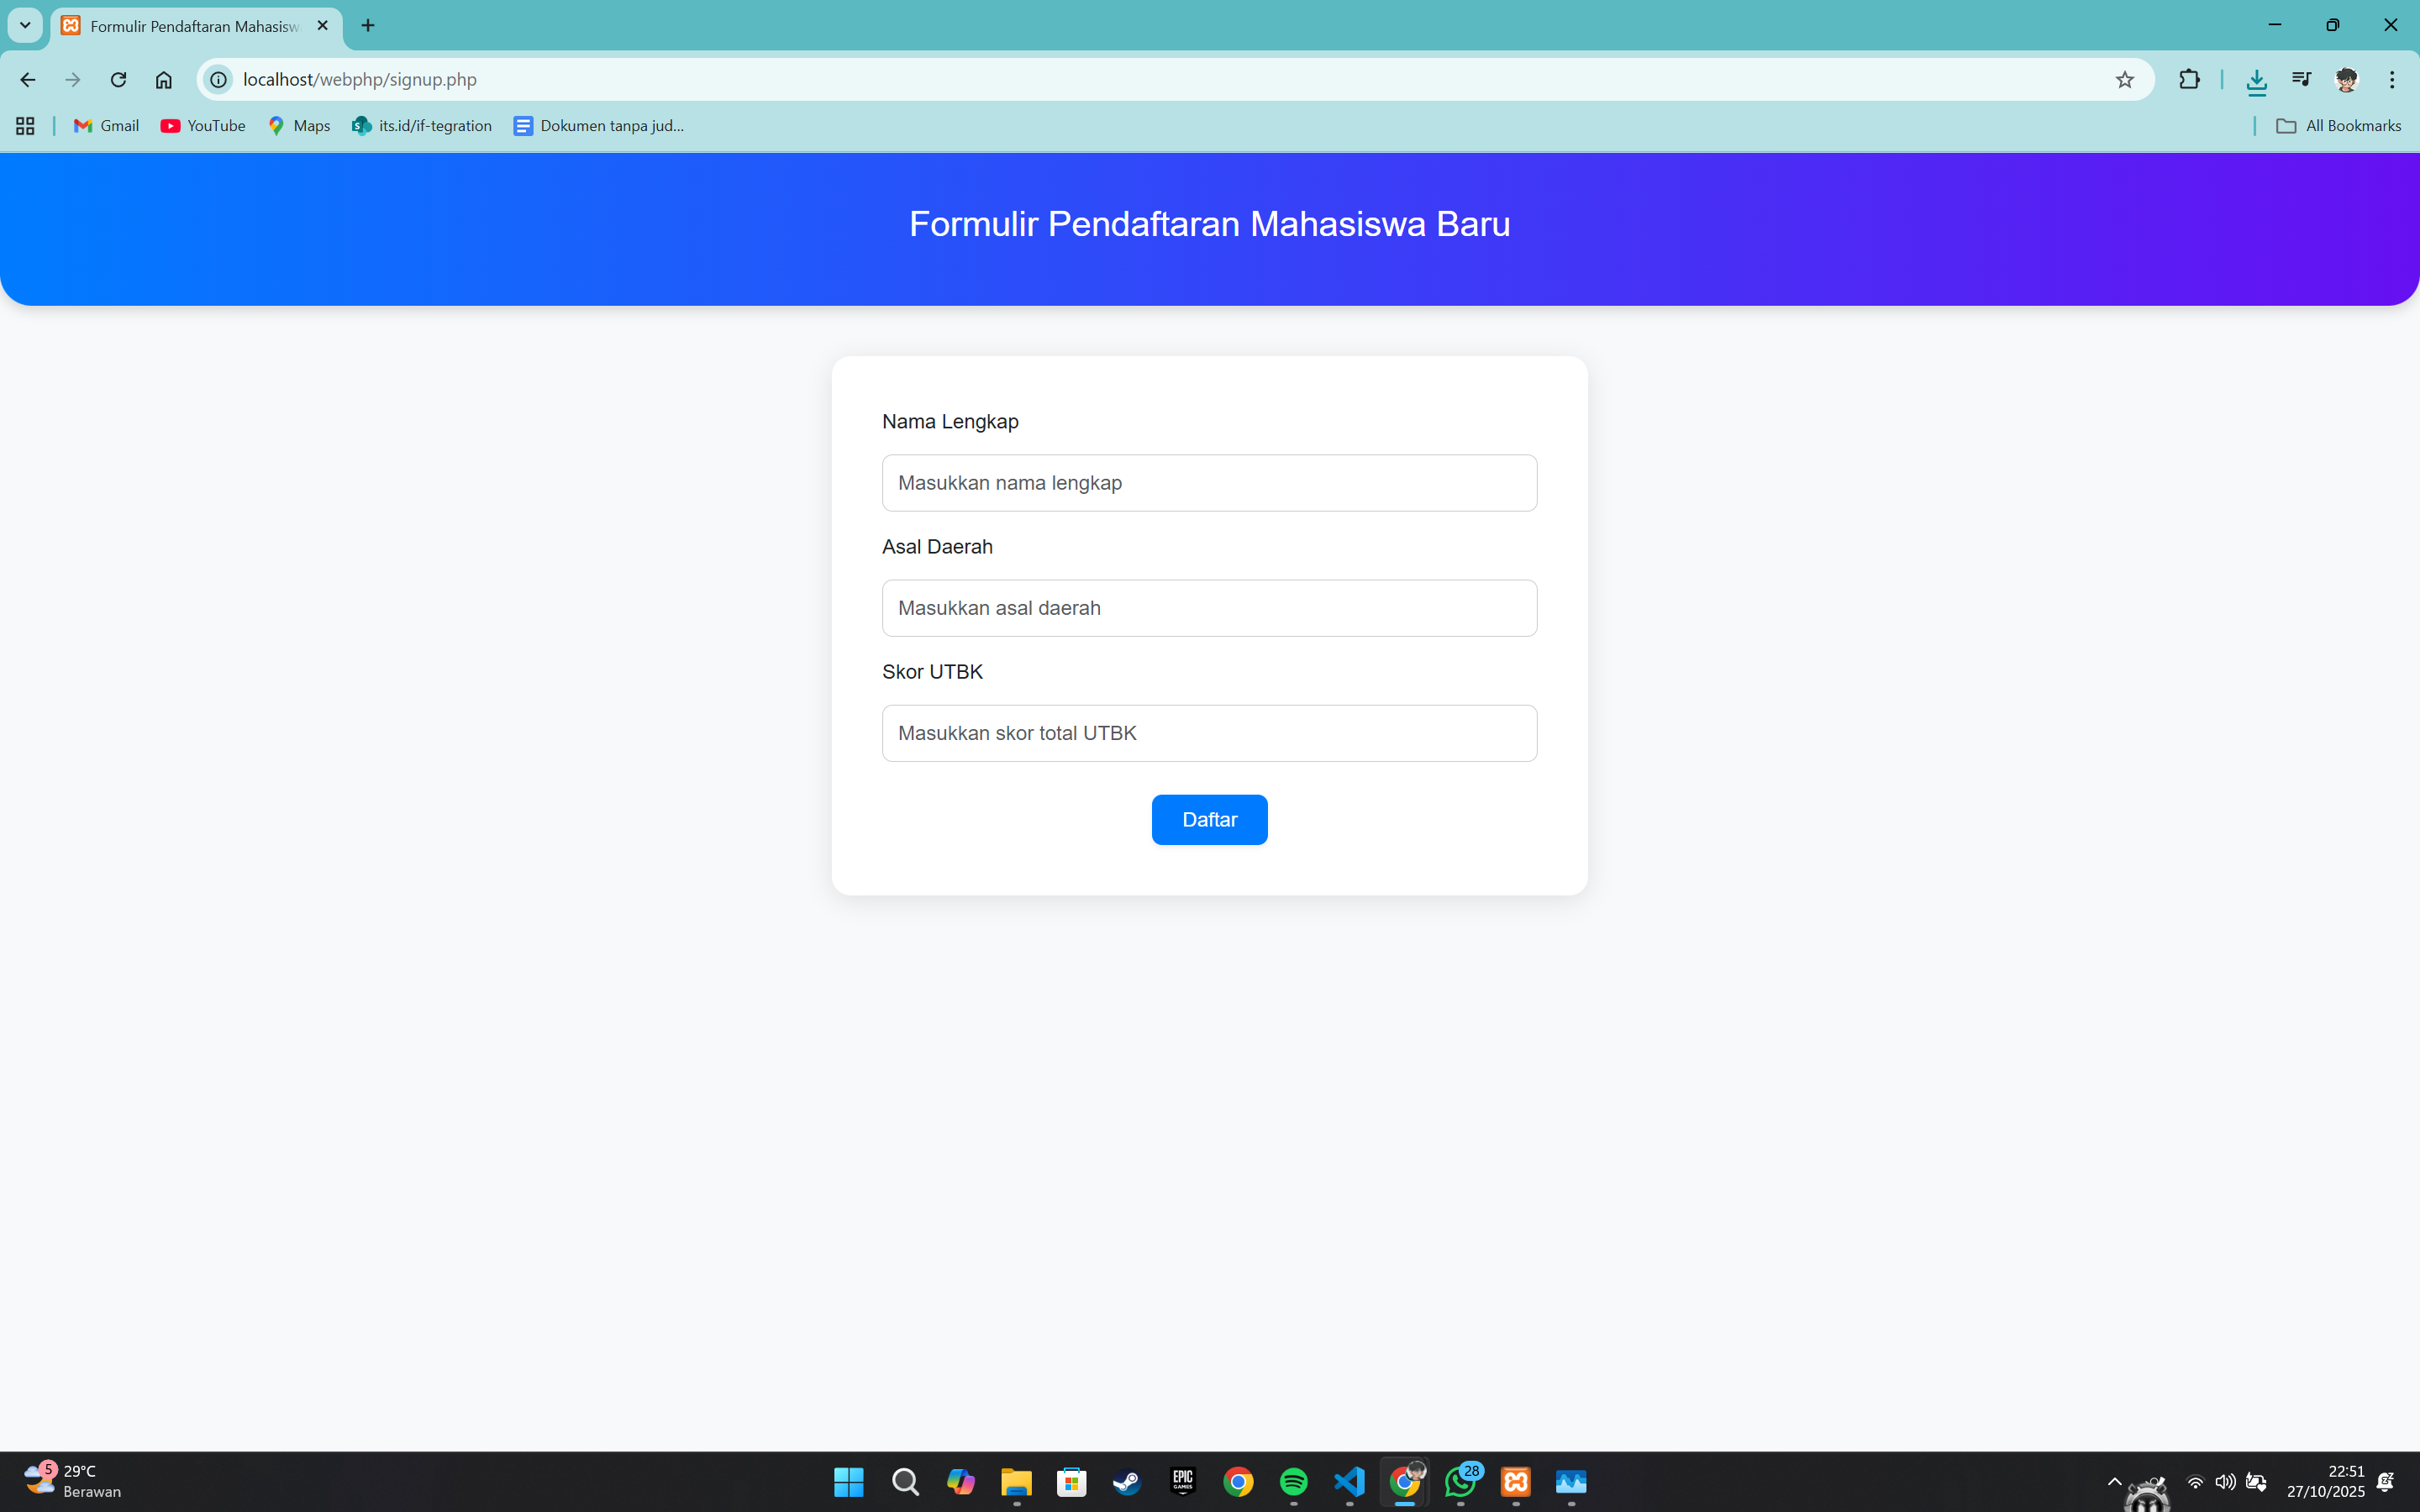 Formulir Pendaftaran Mahasisw
localhost/webphp/signup.php
Gmail
YouTube
Maps
its.id/if-tegration
Dokumen tanpa jud...
All Bookmarks
Formulir Pendaftaran Mahasiswa Baru
Nama Lengkap
Masukkan nama lengkap
Asal Daerah
Masukkan asal daerah
Skor UTBK
Masukkan skor total UTBK
Daftar
5
29°C
Berawan
EPIC
GAMES
28
22:51
27/10/2025